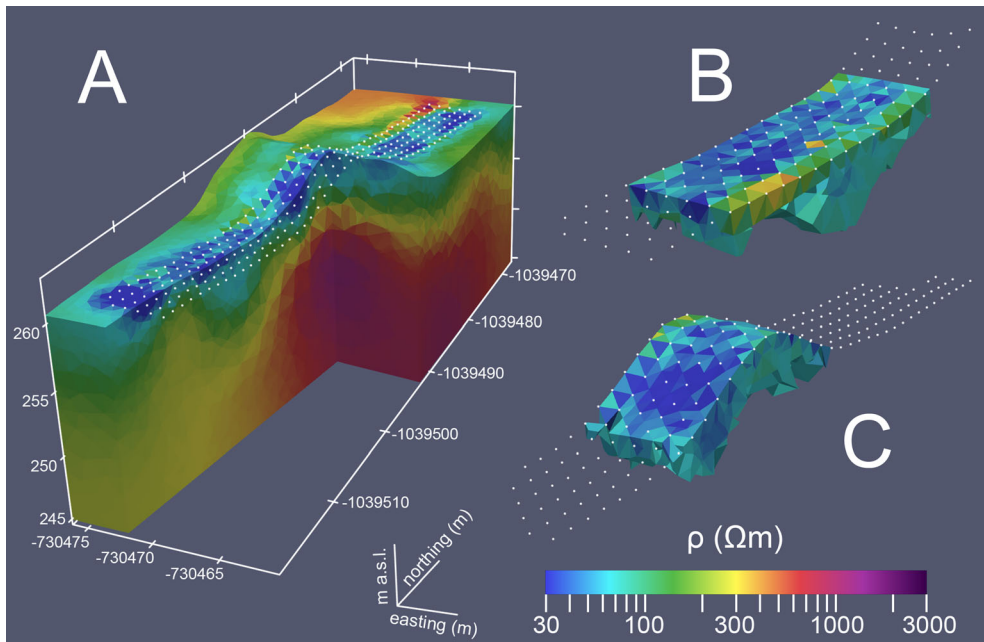 A
B
C
260
255
250
245
-730475
-730470
-730465
-1039470
-1039480
-1039490
-1039500
-1039510
m a.s.l.
northing (m)
easting (m)
ρ (Ωm)
30 100 300 1000 3000